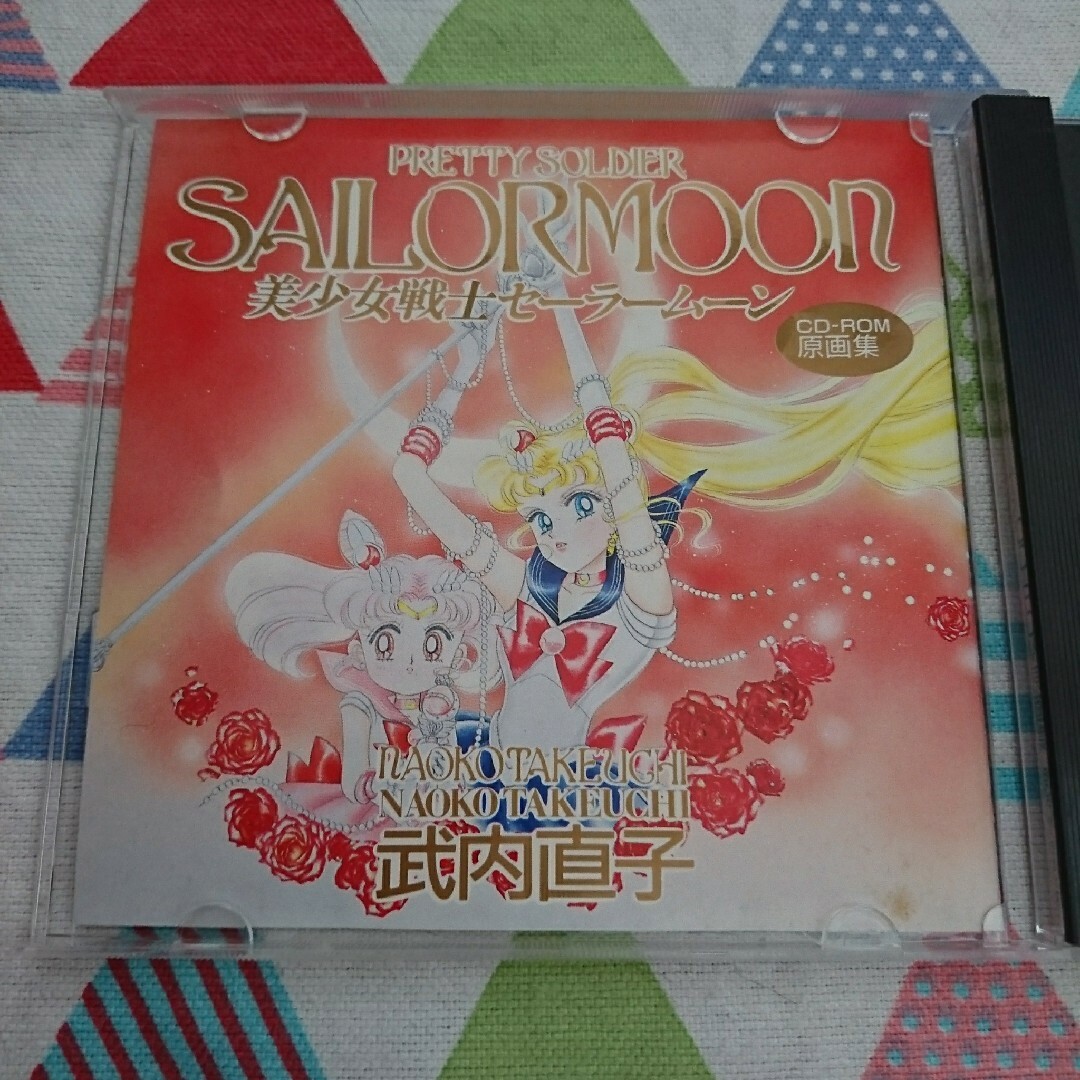 PRETTY SOLDIER
SAILORMOON
美少女戦士セーラームーン
CD-ROM
原画集
NAOKO TAKEUCHI
NAOKO TAKEUCHI
武内直子